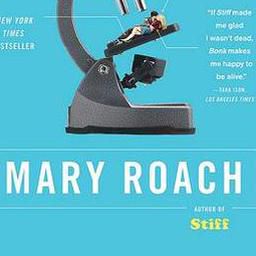 "If Stiff made
me glad
I wasn't dead,
Bonk makes
me happy to
be alive."
—TARA ISON,
LOS ANGELES TIMES
NEW YORK
TIMES
BESTSELLER
MARY ROACH
AUTHOR OF
Stiff